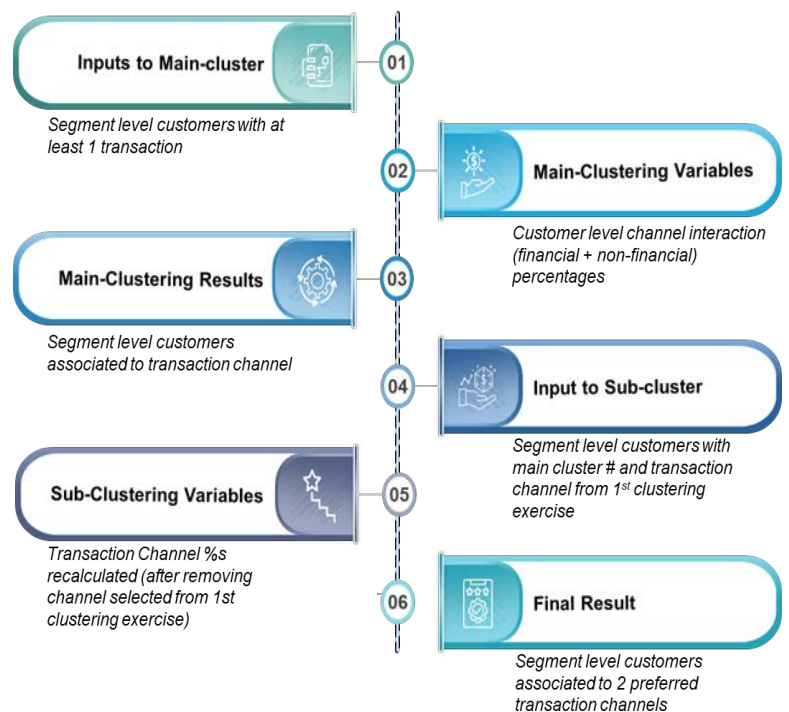 Inputs to Main-cluster
01
Segment level customers with at
least 1 transaction
02
Main-Clustering Variables
Customer level channel interaction
(financial + non-financial)
percentages
Main-Clustering Results
03
Segment level customers
associated to transaction channel
04
Input to Sub-cluster
Segment level customers with
main cluster # and transaction
channel from 1st clustering
exercise
Sub-Clustering Variables
05
Transaction Channel %s
recalculated (after removing
channel selected from 1st
clustering exercise)
06
Final Result
Segment level customers
associated to 2 preferred
transaction channels